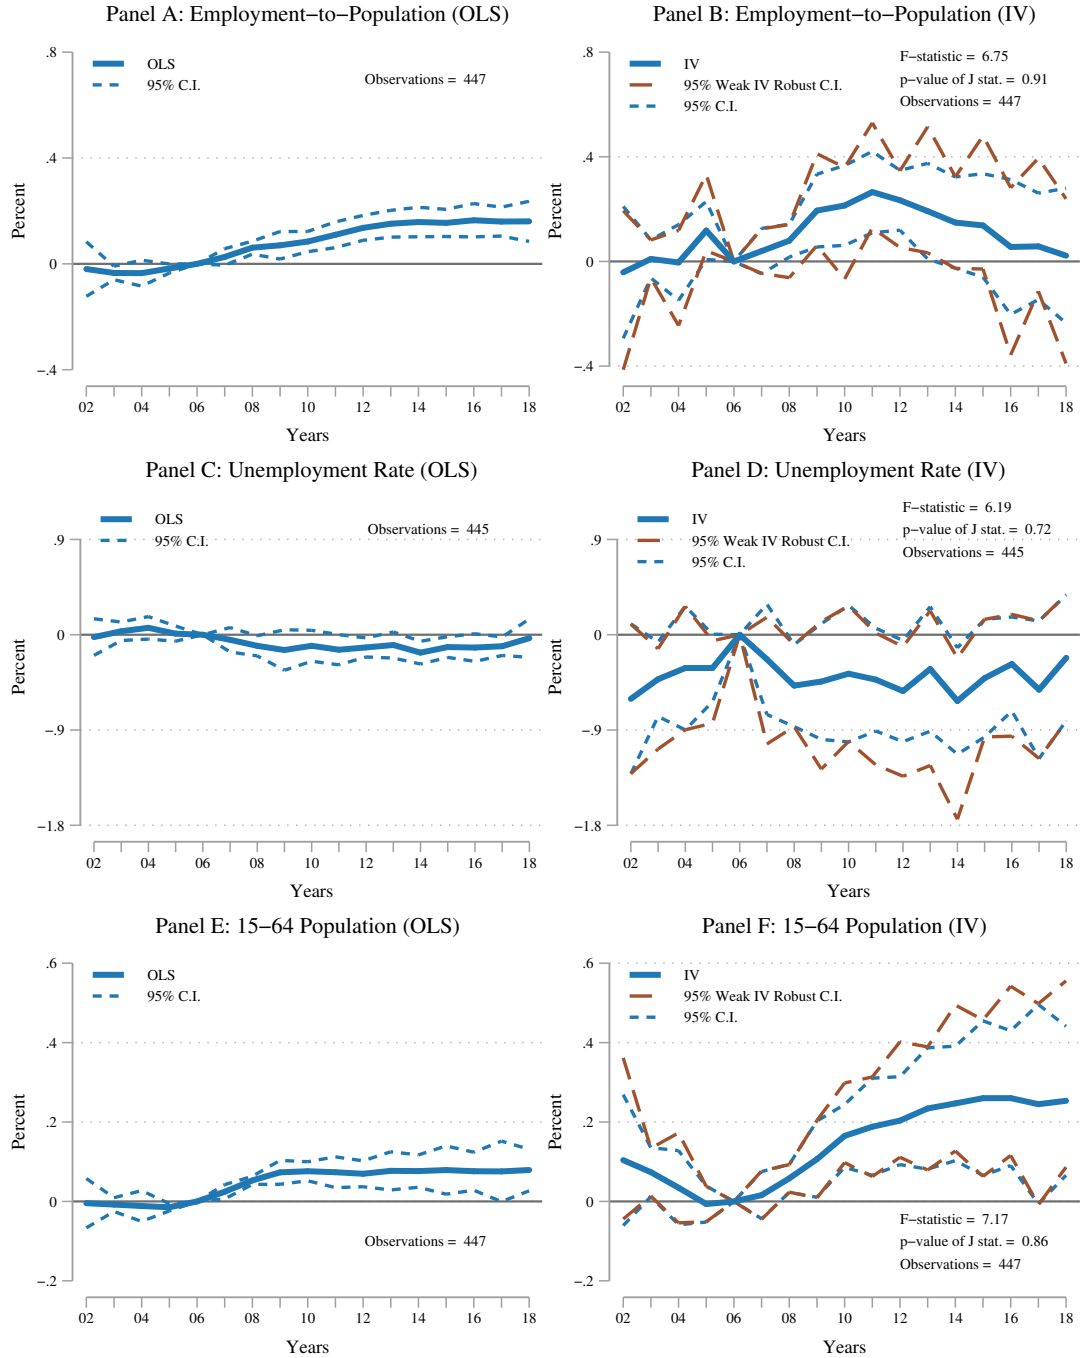 Panel A: Employment−to−Population (OLS)
.8
.4
0
−.4
Percent
OLS
95% C.I.
Observations = 447
02 04 06 08 10 12 14 16 18
Years
Panel B: Employment−to−Population (IV)
.8
.4
0
−.4
Percent
IV
95% Weak IV Robust C.I.
95% C.I.
F−statistic = 6.75
p−value of J stat. = 0.91
Observations = 447
02 04 06 08 10 12 14 16 18
Years
Panel C: Unemployment Rate (OLS)
.9
0
−.9
−1.8
Percent
OLS
95% C.I.
Observations = 445
02 04 06 08 10 12 14 16 18
Years
Panel D: Unemployment Rate (IV)
.9
0
−.9
−1.8
Percent
IV
95% Weak IV Robust C.I.
95% C.I.
F−statistic = 6.19
p−value of J stat. = 0.72
Observations = 445
02 04 06 08 10 12 14 16 18
Years
Panel E: 15−64 Population (OLS)
.6
.4
.2
0
−.2
Percent
OLS
95% C.I.
Observations = 447
02 04 06 08 10 12 14 16 18
Years
Panel F: 15−64 Population (IV)
.6
.4
.2
0
−.2
Percent
IV
95% Weak IV Robust C.I.
95% C.I.
F−statistic = 7.17
p−value of J stat. = 0.86
Observations = 447
02 04 06 08 10 12 14 16 18
Years